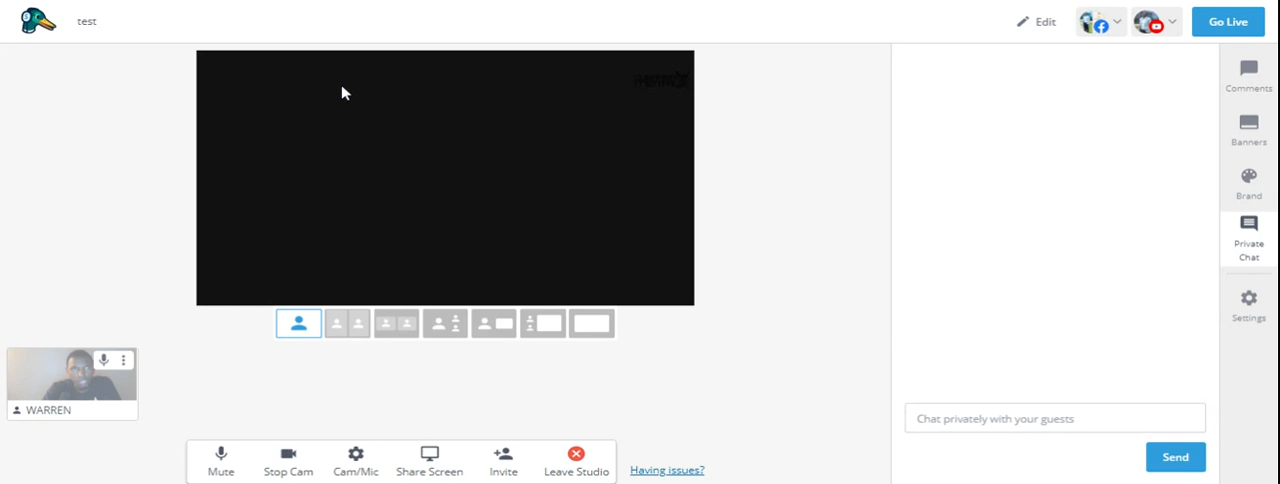 test
Edit
Go Live
Comments
Banners
Brand
Private
Chat
Settings
WARREN
Chat privately with your guests
Send
Mute
Stop Cam
Cam/Mic
Share Screen
Invite
Leave Studio
Having issues?